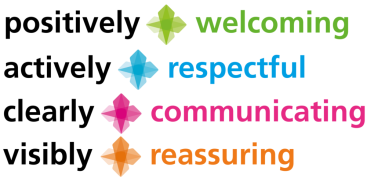 positively welcoming
actively respectful
clearly communicating
visibly reassuring